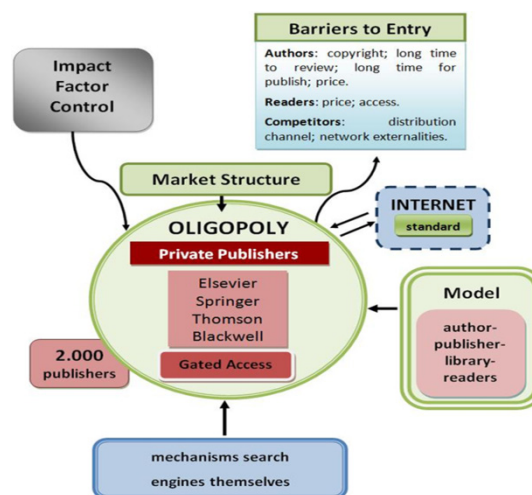 Impact
Factor
Control
Barriers to Entry
Authors: copyright; long time
to review; long time for
publish; price.
Readers: price; access.
Competitors: distribution
channel; network externalities.
Market Structure
INTERNET
standard
OLIGOPOLY
Private Publishers
Elsevier
Springer
Thomson
Blackwell
Gated Access
2.000
publishers
Model
author-
publisher-
library-
readers
mechanisms search
engines themselves